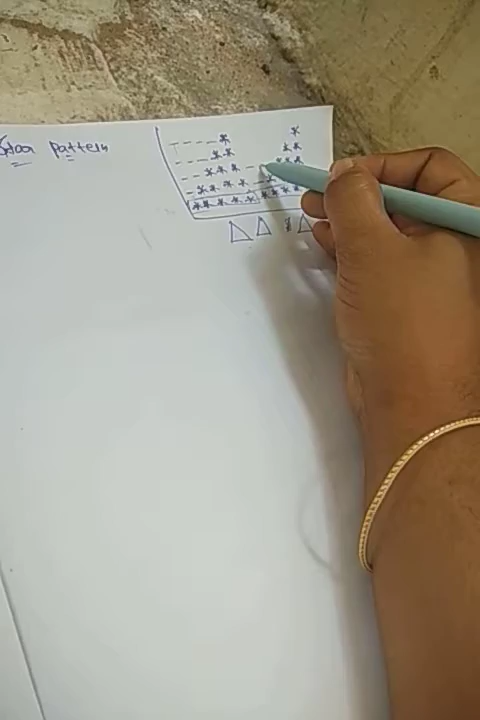 Star Pattern
- - - - * *
- - - * * * *
- - * * * - * * *
- * * * * - * * * *
* * * * * * * * * *